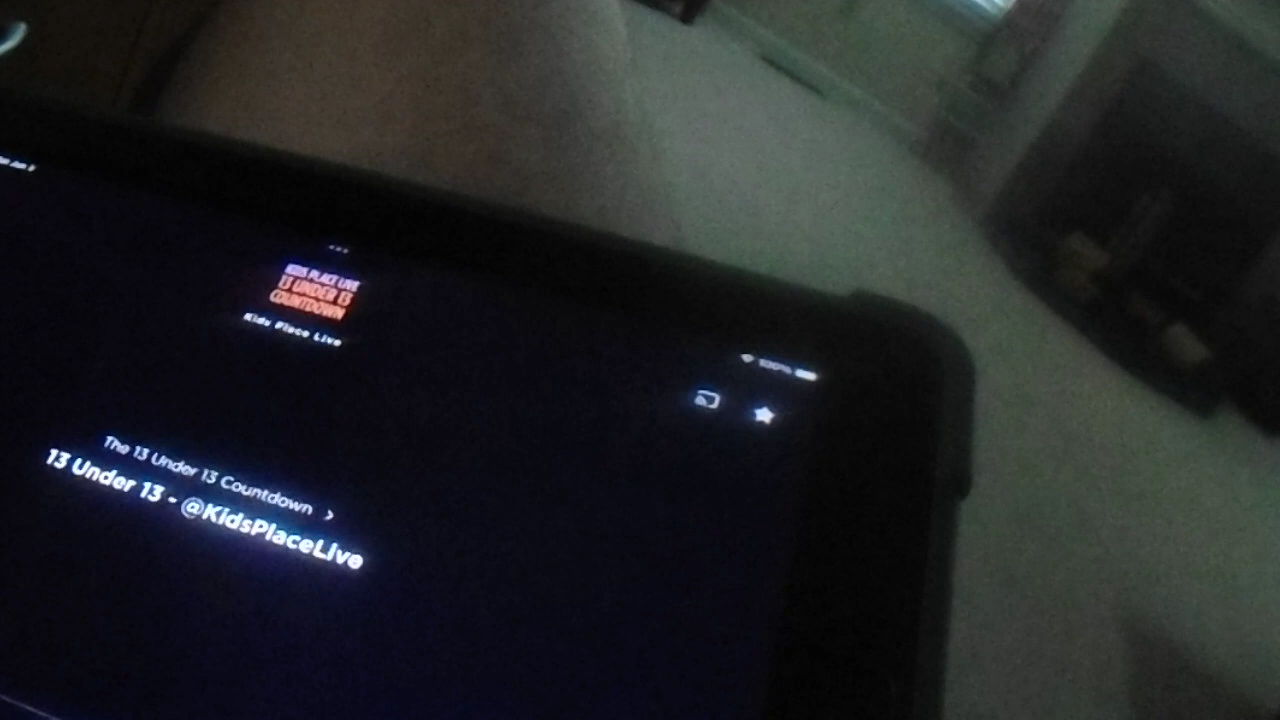 KIDS PLACE LIVE
13 UNDER 13
COUNTDOWN
Kids Place Live
100%
The 13 Under 13 Countdown
13 Under 13 - @KidsPlaceLive